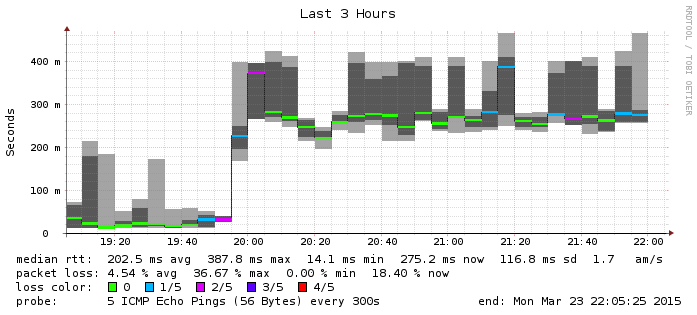 Last 3 Hours
RRDTOOL / TOBI OETIKER
Seconds
400 m
300 m
200 m
100 m
0
19:20 19:40 20:00 20:20 20:40 21:00 21:20 21:40 22:00
median rtt: 202.5 ms avg 387.8 ms max 14.1 ms min 275.2 ms now 116.8 ms sd 1.7 am/s
packet loss: 4.54 % avg 36.67 % max 0.00 % min 18.40 % now
loss color: 0 1/5 2/5 3/5 4/5
probe: 5 ICMP Echo Pings (56 Bytes) every 300s end: Mon Mar 23 22:05:25 2015